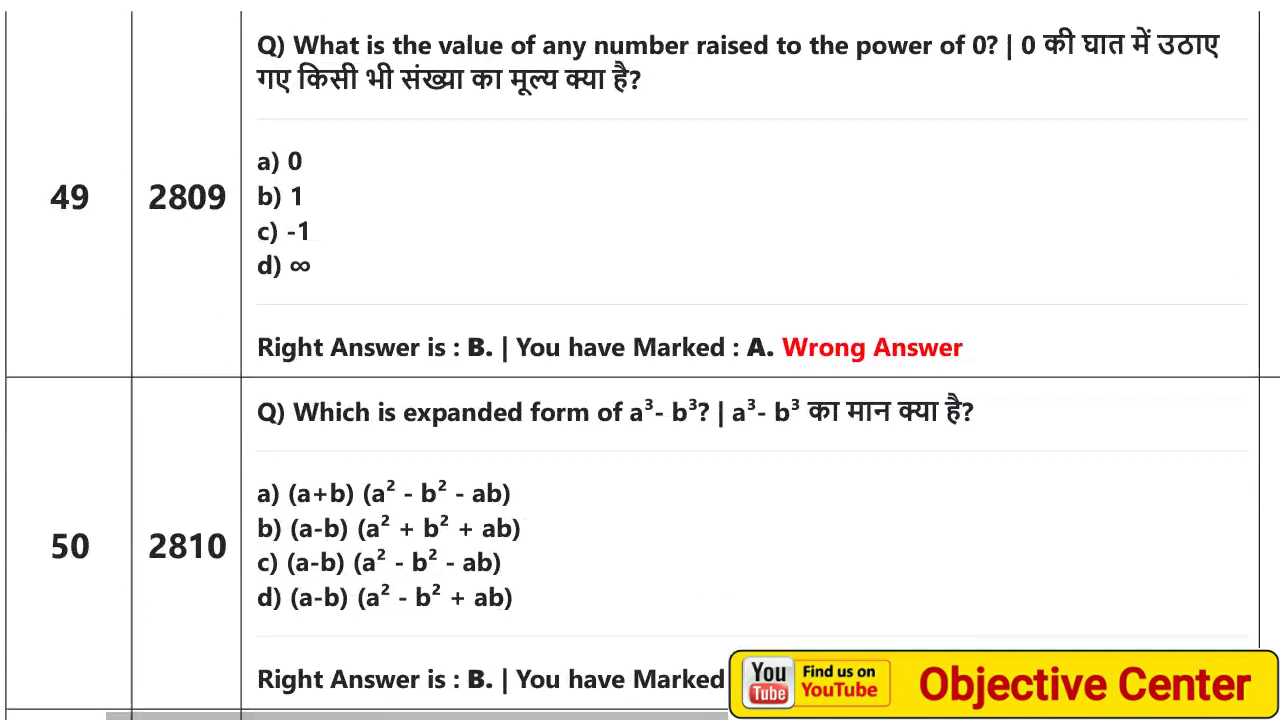 Q) What is the value of any number raised to the power of 0? | 0 की घात में उठाए
गए किसी भी संख्या का मूल्य क्या है?
49
2809
a) 0
b) 1
c) -1
d) ∞
Right Answer is : B. | You have Marked : A. Wrong Answer
Q) Which is expanded form of a³- b³? | a³- b³ का मान क्या है?
50
2810
a) (a+b) (a² - b² - ab)
b) (a-b) (a² + b² + ab)
c) (a-b) (a² - b² - ab)
d) (a-b) (a² - b² + ab)
Right Answer is : B. | You have Marked
You Tube
Find us on
YouTube
Objective Center